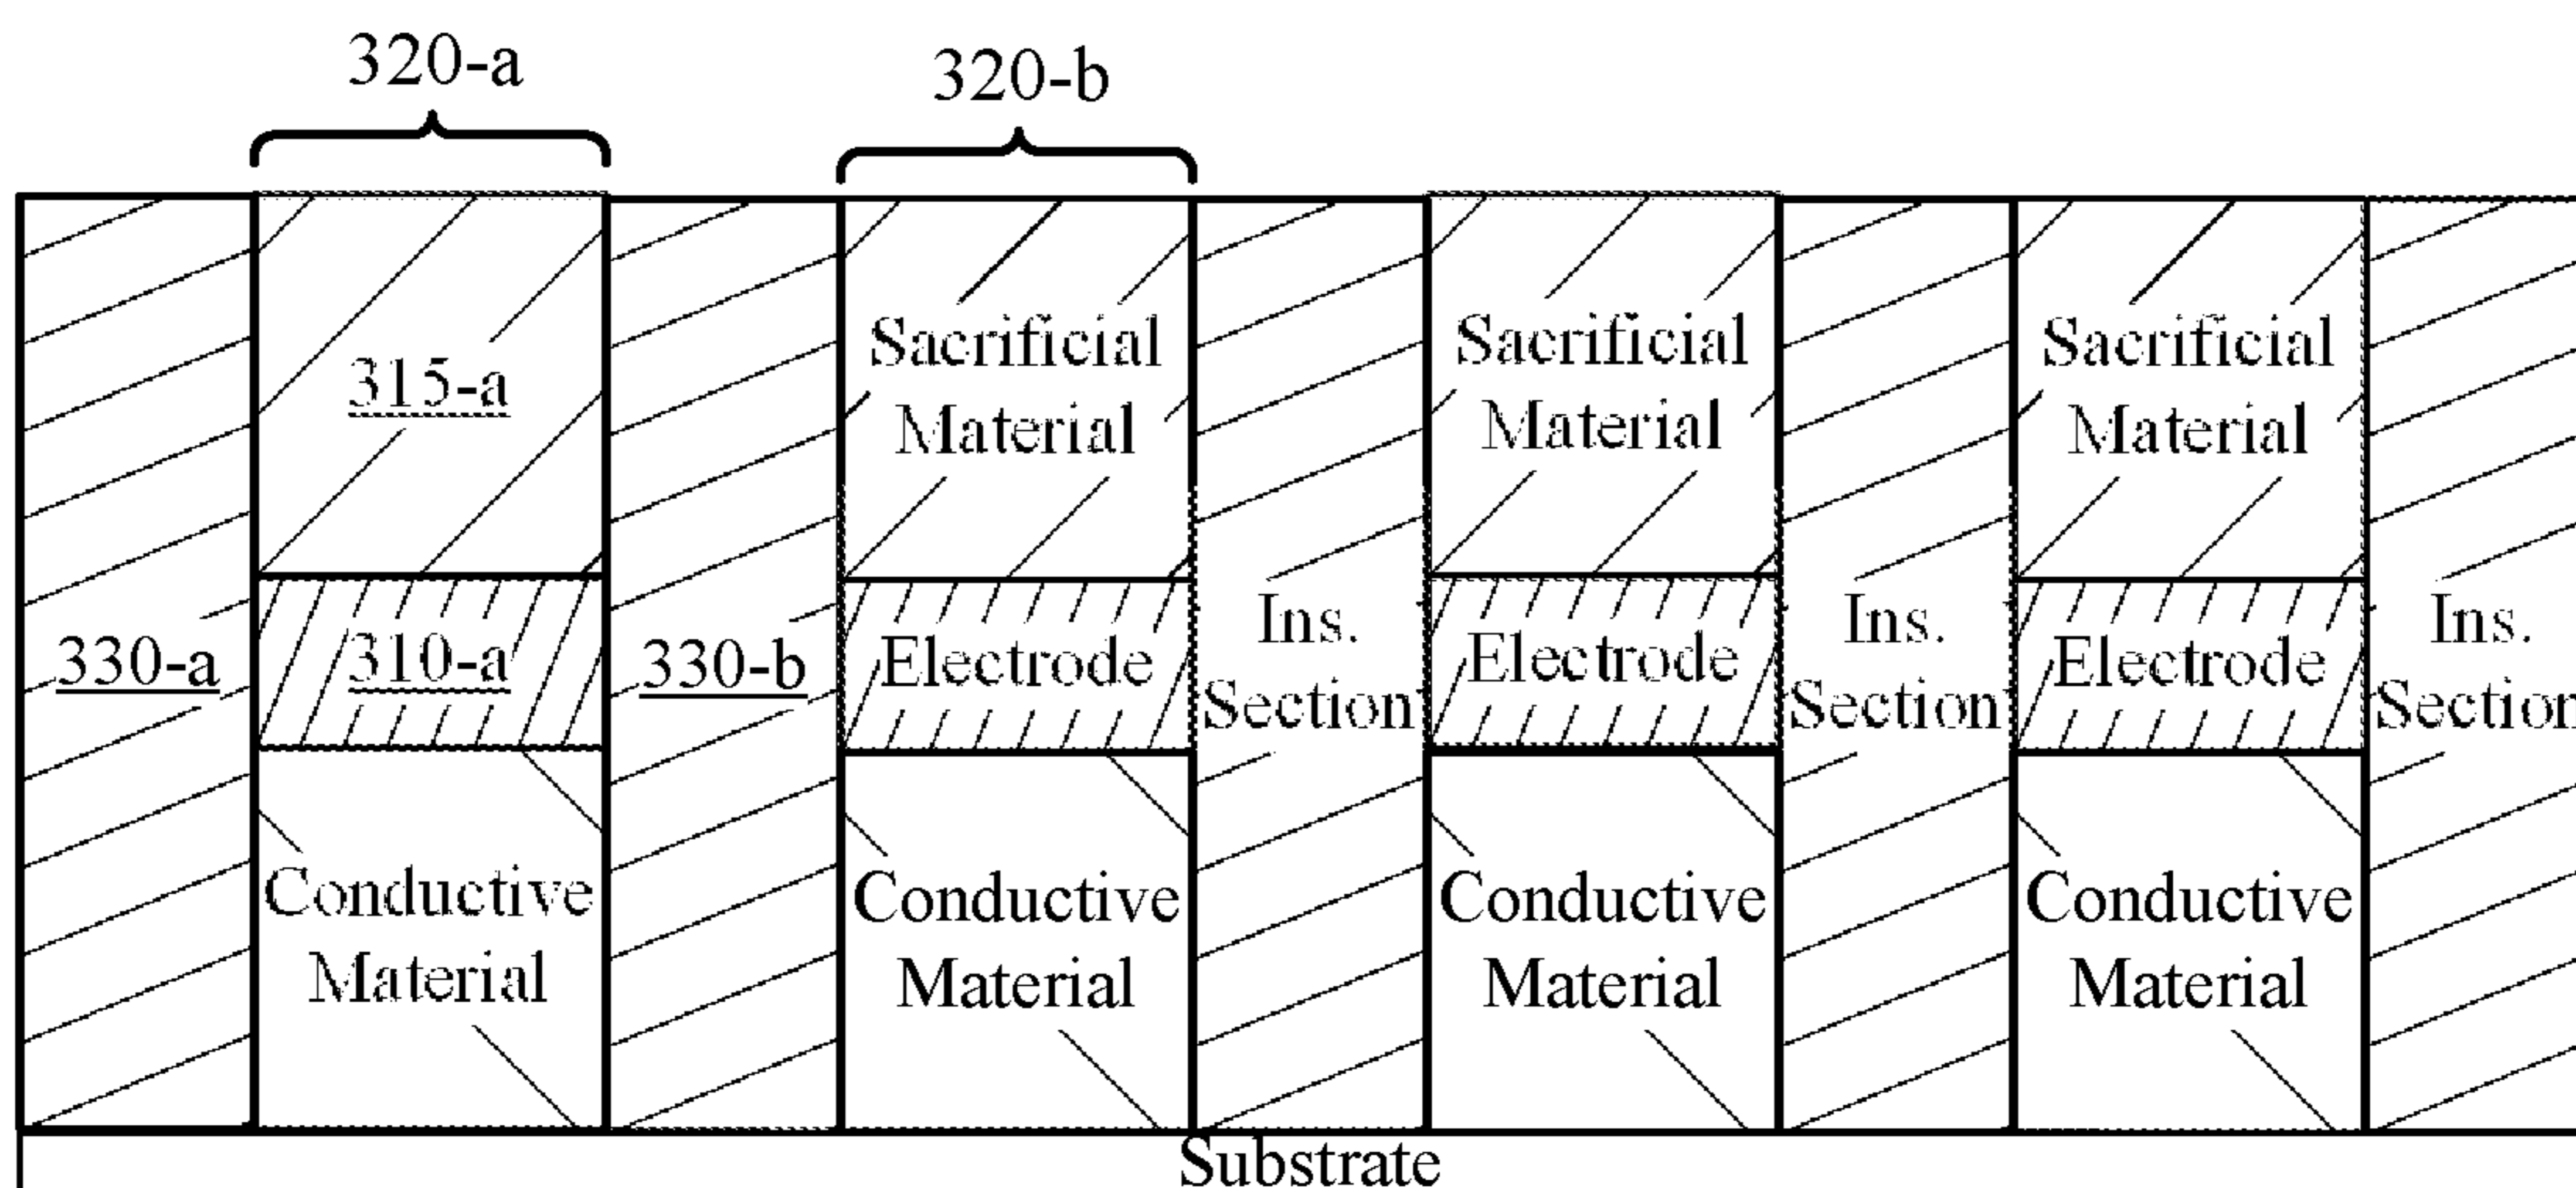 320-a
320-b
315-a
Sacrificial
Material
Sacrificial
Material
Sacrificial
Material
330-a
310-a
330-b
Electrode
Ins.
Section
Electrode
Ins.
Section
Electrode
Ins.
Section
Conductive
Material
Conductive
Material
Conductive
Material
Conductive
Material
Substrate